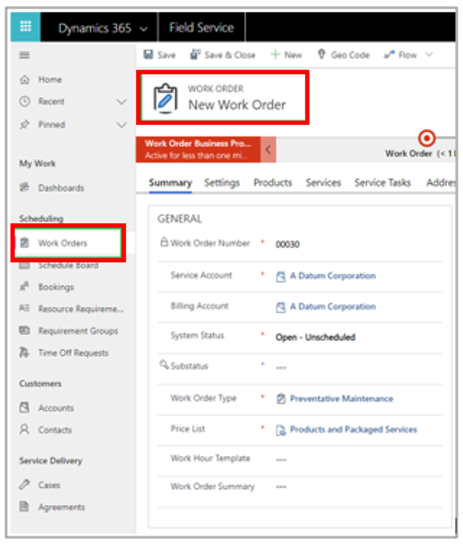 Dynamics 365 Field Service
Save Save & Close New Geo Code Flow
Home
Recent
Pinned
My Work
Dashboards
Scheduling
Work Orders
Schedule Board
Bookings
Resource Requireme...
Requirement Groups
Time Off Requests
Customers
Accounts
Contacts
Service Delivery
Cases
Agreements
WORK ORDER
New Work Order
Work Order Business Pro...
Active for less than one mi...
Work Order (< 1
Summary Settings Products Services Service Tasks Addre
GENERAL
Work Order Number * 00030
Service Account * A Datum Corporation
Billing Account * A Datum Corporation
System Status * Open - Unscheduled
Substatus * ---
Work Order Type * Preventative Maintenance
Price List * Products and Packaged Services
Work Hour Template ---
Work Order Summary ---